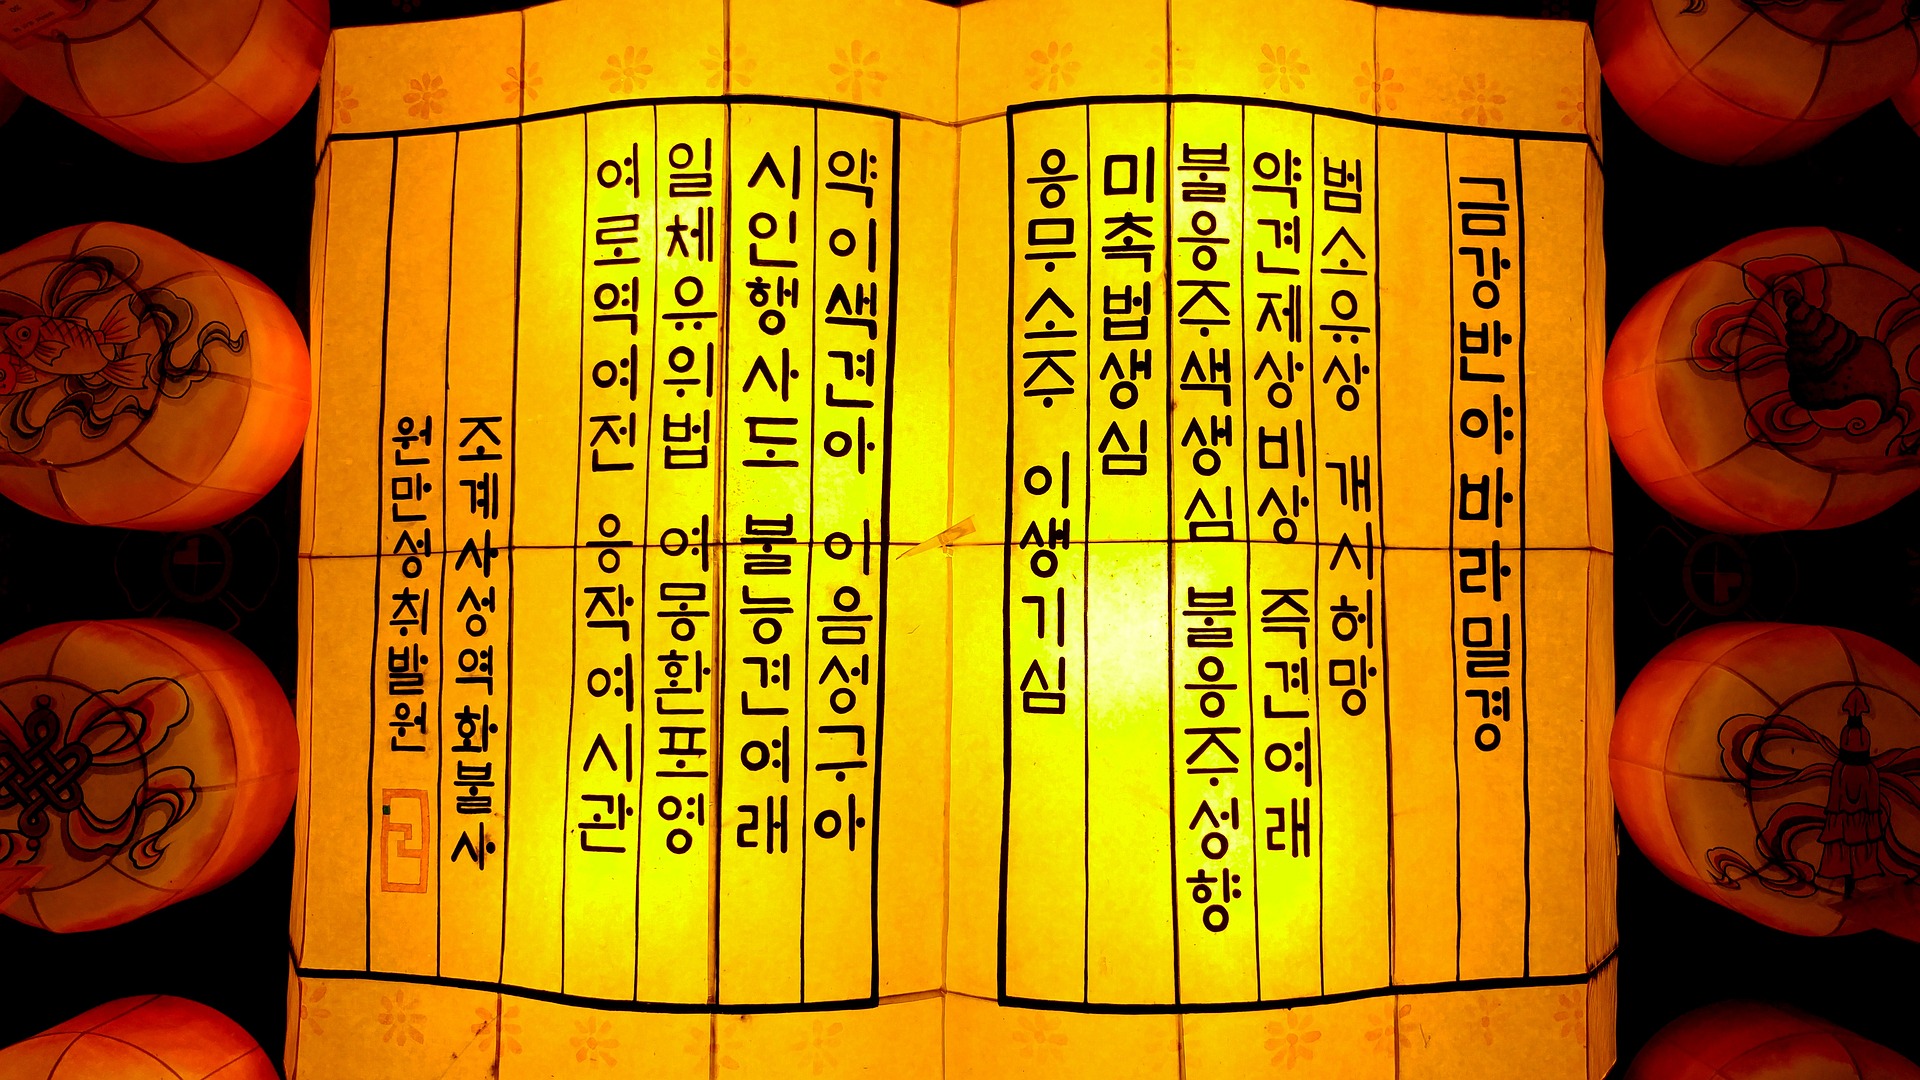 금강반야바라밀경
범소유상 개시허망
약견제상비상 즉견여래
불응주색생심 불응주성향
미촉법생심
응무소주 이생기심
약이색견아 이음성구아
시인행사도 불능견여래
일체유위법 여몽환포영
여로역여전 응작여시관
조계사성역화불사
원만성취발원